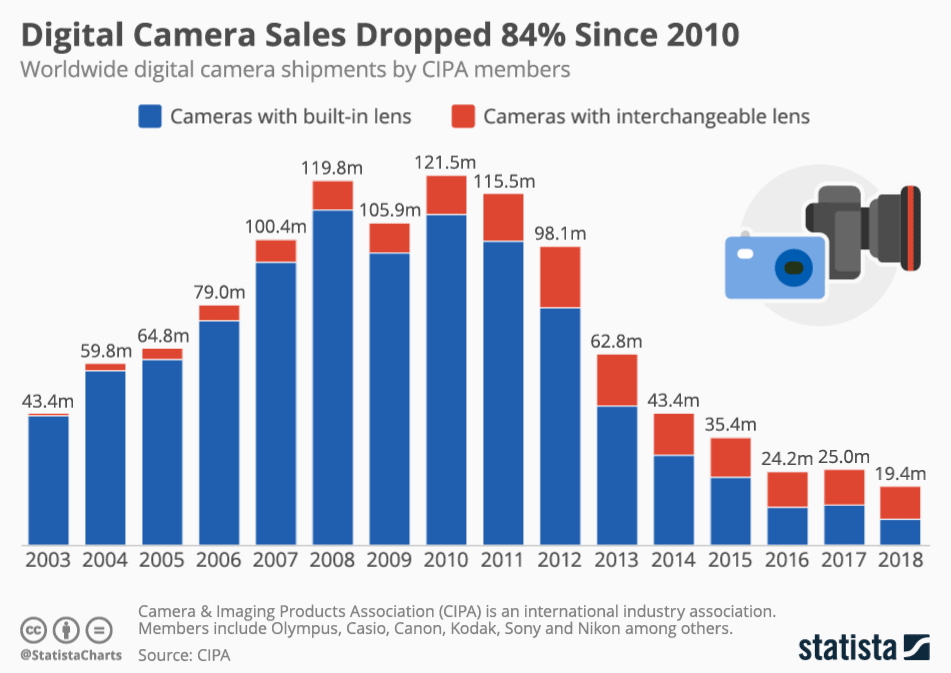 Digital Camera Sales Dropped 84% Since 2010
Worldwide digital camera shipments by CIPA members
Cameras with built-in lens Cameras with interchangeable lens
43.4m
59.8m
64.8m
79.0m
100.4m
119.8m
105.9m
121.5m
115.5m
98.1m
62.8m
43.4m
35.4m
24.2m
25.0m
19.4m
2003 2004 2005 2006 2007 2008 2009 2010 2011 2012 2013 2014 2015 2016 2017 2018
Camera & Imaging Products Association (CIPA) is an international industry association.
Members include Olympus, Casio, Canon, Kodak, Sony and Nikon among others.
cc
@StatistaCharts Source: CIPA
statista